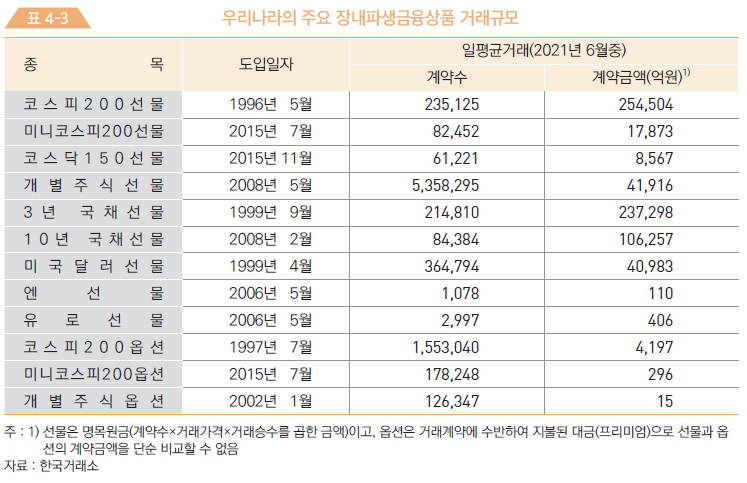 표 4-3 우리나라의 주요 장내파생금융상품 거래규모
종 목 도입일자 일평균거래(2021년 6월중)
계약수 계약금액(억원)1)
코스피200선물 1996년 5월 235,125 254,504
미니코스피200선물 2015년 7월 82,452 17,873
코스닥150선물 2015년 11월 61,221 8,567
개별주식선물 2008년 5월 5,358,295 41,916
3년 국채선물 1999년 9월 214,810 237,298
10년 국채선물 2008년 2월 84,384 106,257
미국달러선물 1999년 4월 364,794 40,983
엔선물 2006년 5월 1,078 110
유로선물 2006년 5월 2,997 406
코스피200옵션 1997년 7월 1,553,040 4,197
미니코스피200옵션 2015년 7월 178,248 296
개별주식옵션 2002년 1월 126,347 15
주 : 1) 선물은 명목원금(계약수×거래가격×거래승수를 곱한 금액)이고, 옵션은 거래계약에 수반하여 지불된 대금(프리미엄)으로 선물과 옵
션의 계약금액을 단순 비교할 수 없음
자료 : 한국거래소